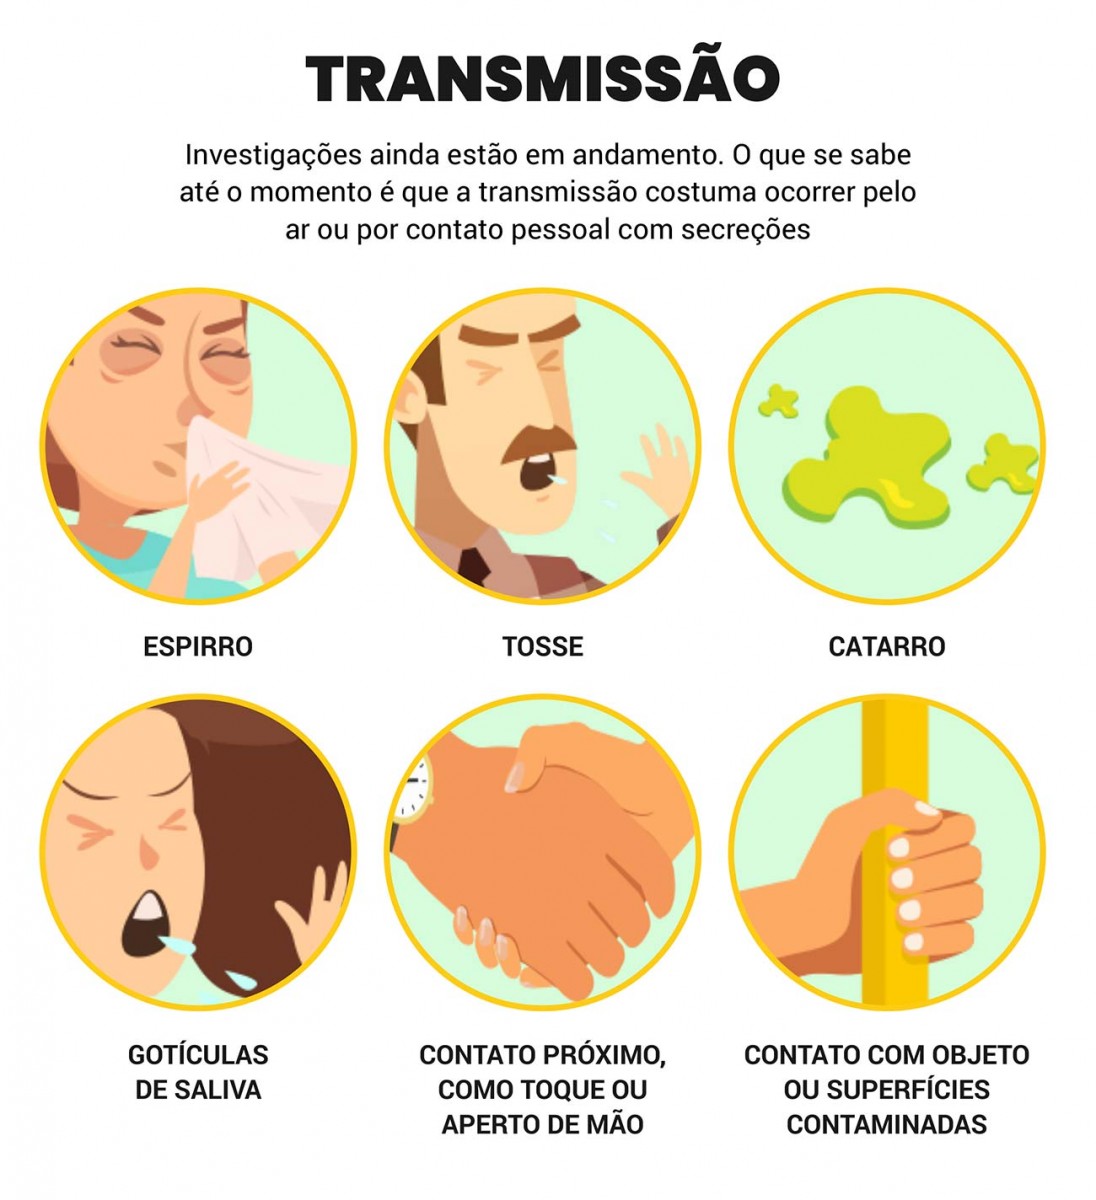 TRANSMISSÃO
Investigações ainda estão em andamento. O que se sabe
até o momento é que a transmissão costuma ocorrer pelo
ar ou por contato pessoal com secreções
ESPIRRO
TOSSE
CATARRO
GOTÍCULAS
DE SALIVA
CONTATO PRÓXIMO,
COMO TOQUE OU
APERTO DE MÃO
CONTATO COM OBJETO
OU SUPERFÍCIES
CONTAMINADAS